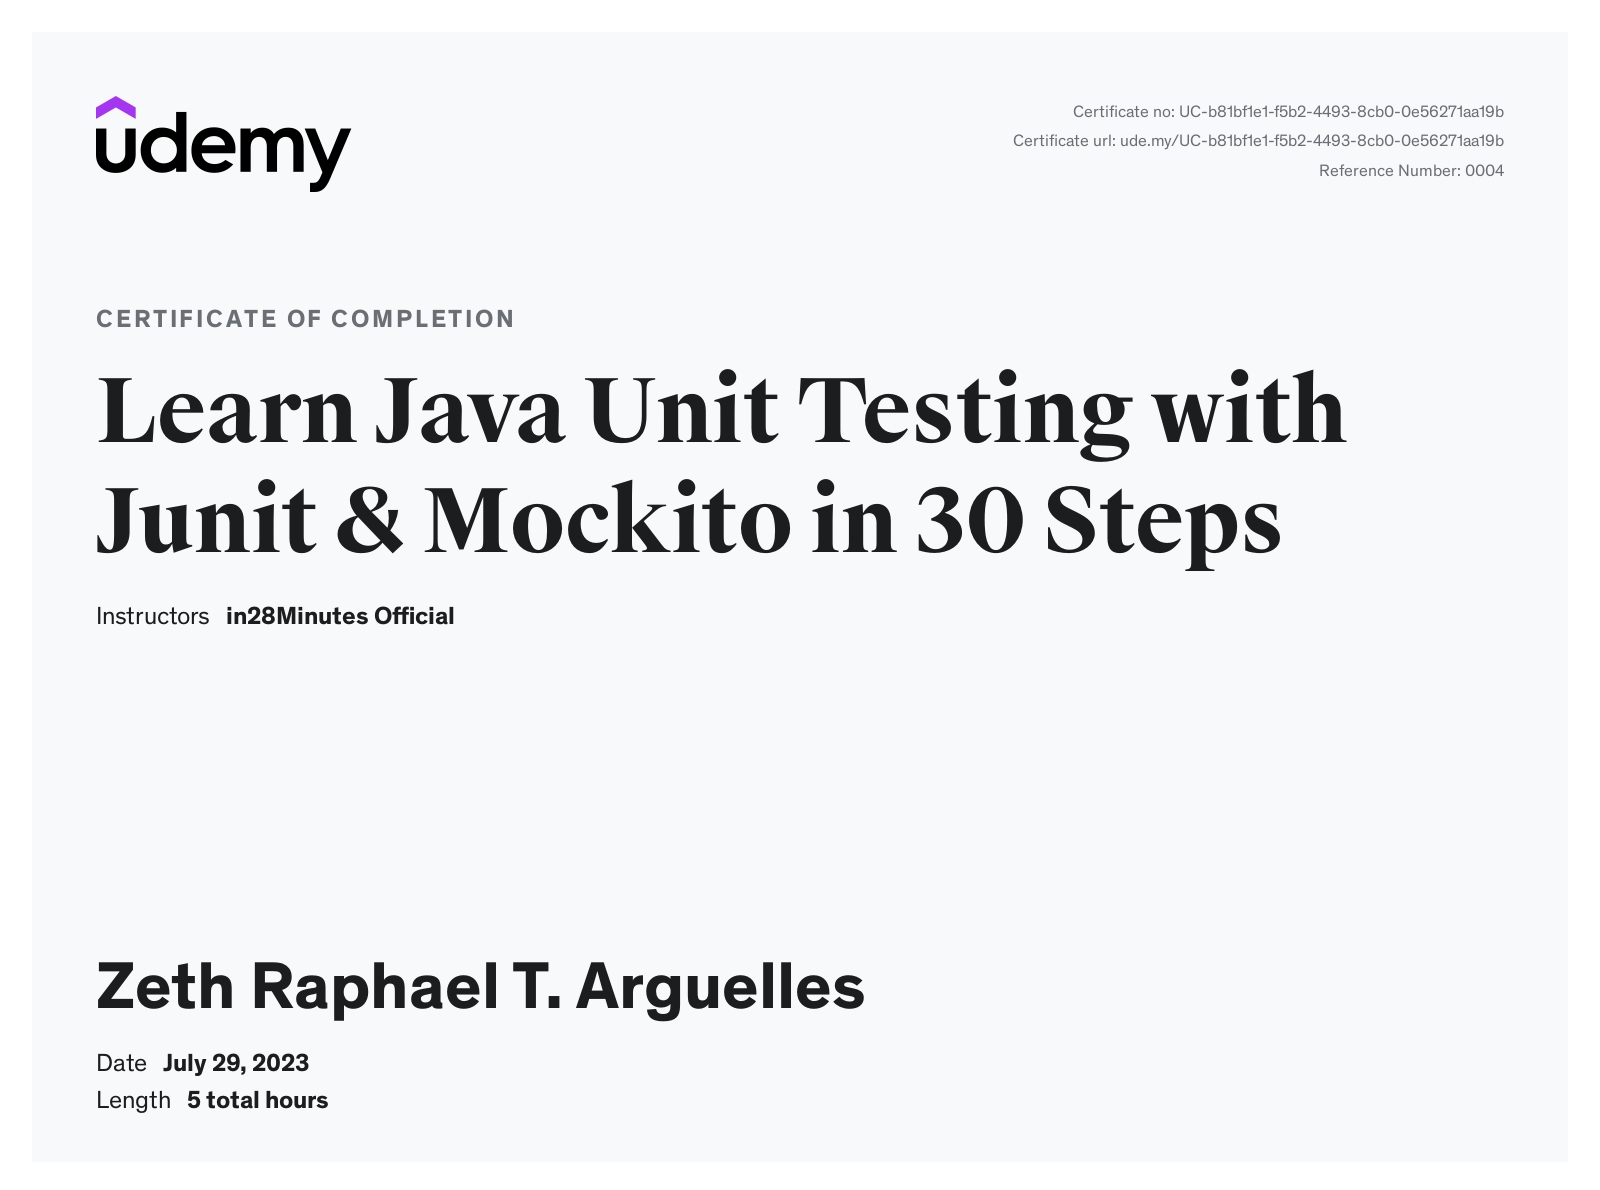 udemy
Certificate no: UC-b81bf1e1-f5b2-4493-8cb0-0e56271aa19b
Certificate url: ude.my/UC-b81bf1e1-f5b2-4493-8cb0-0e56271aa19b
Reference Number: 0004
CERTIFICATE OF COMPLETION
Learn Java Unit Testing with
Junit & Mockito in 30 Steps
Instructors in28Minutes Official
Zeth Raphael T. Arguelles
Date July 29, 2023
Length 5 total hours